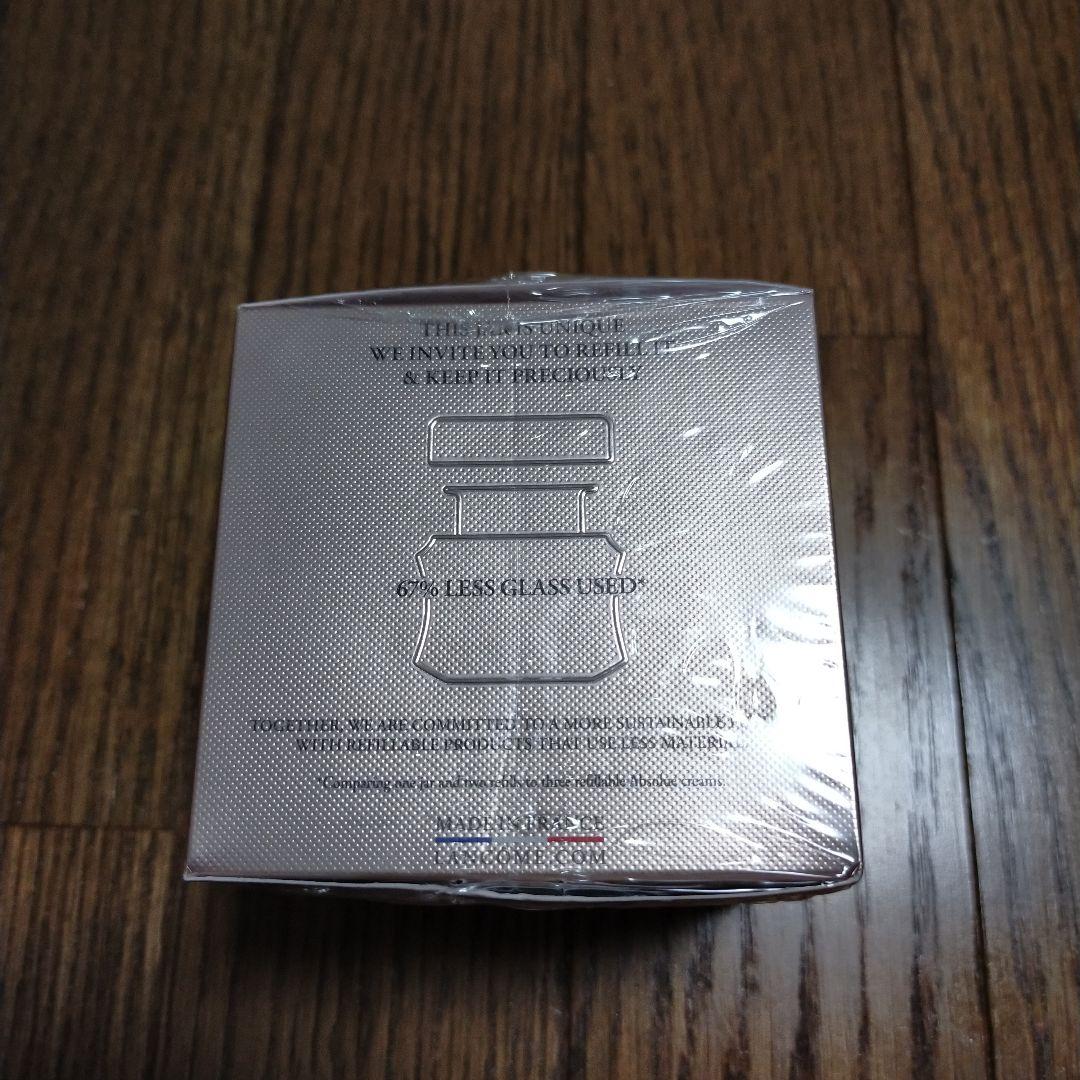 THIS JAR IS UNIQUE
WE INVITE YOU TO REFILL IT
& KEEP IT PRECIOUSLY
67% LESS GLASS USED*
TOGETHER, WE ARE COMMITTED TO A MORE SUSTAINABLE
WITH REFILLABLE PRODUCTS THAT USE LESS
*Comparing one jar and two refills to three refillable Absolue creams.
MADE IN FRANCE
LANCOME.COM